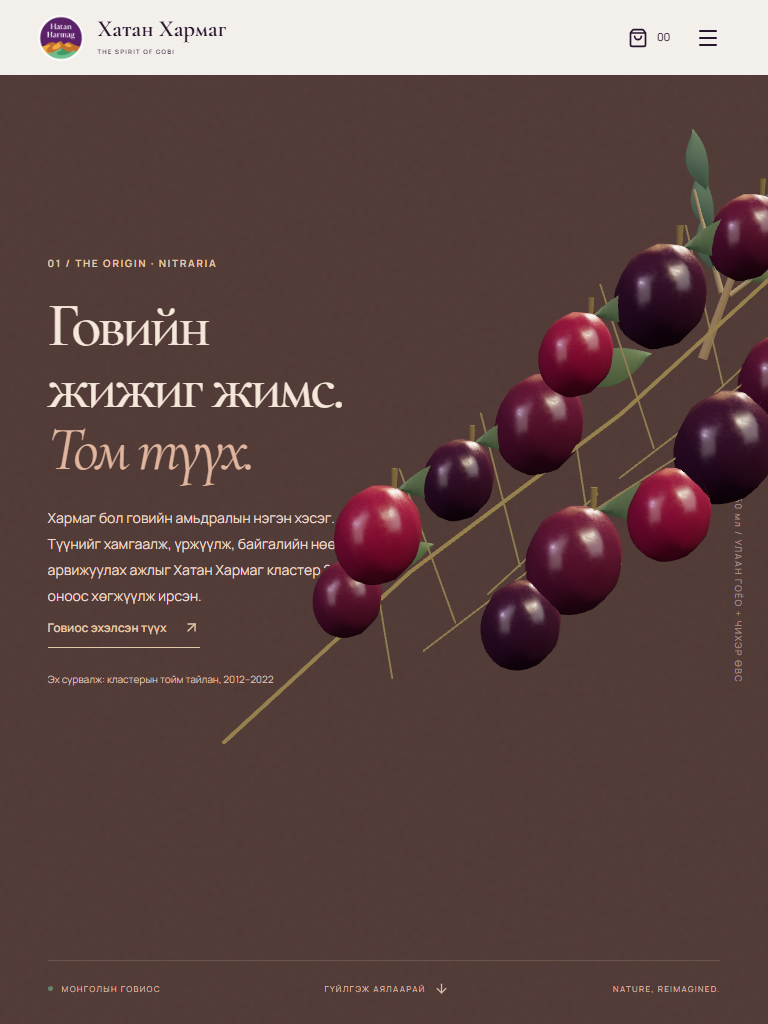 Hatan
Harmag
Хатан Хармаг
THE SPIRIT OF GOBI
00
01 / THE ORIGIN · NITRARIA
Говийн
жижиг жимс.
Том түүх.
Хармаг бол говийн амьдралын нэгэн хэсэг.
Түүнийг хамгаалж, үржүүлж, байгалийн
арвижуулах ажлыг Хатан Хармаг кластер
оноос хөгжүүлж ирсэн.
Говиос эхэлсэн түүх
Эх сурвалж: кластерын тойм тайлан, 2012–2022
мл / УЛААН ГОЁО + ЧИХЭР ӨВС
МОНГОЛЫН ГОВИОС
ГҮЙЛГЭЖ АЯЛААРАЙ
NATURE, REIMAGINED.